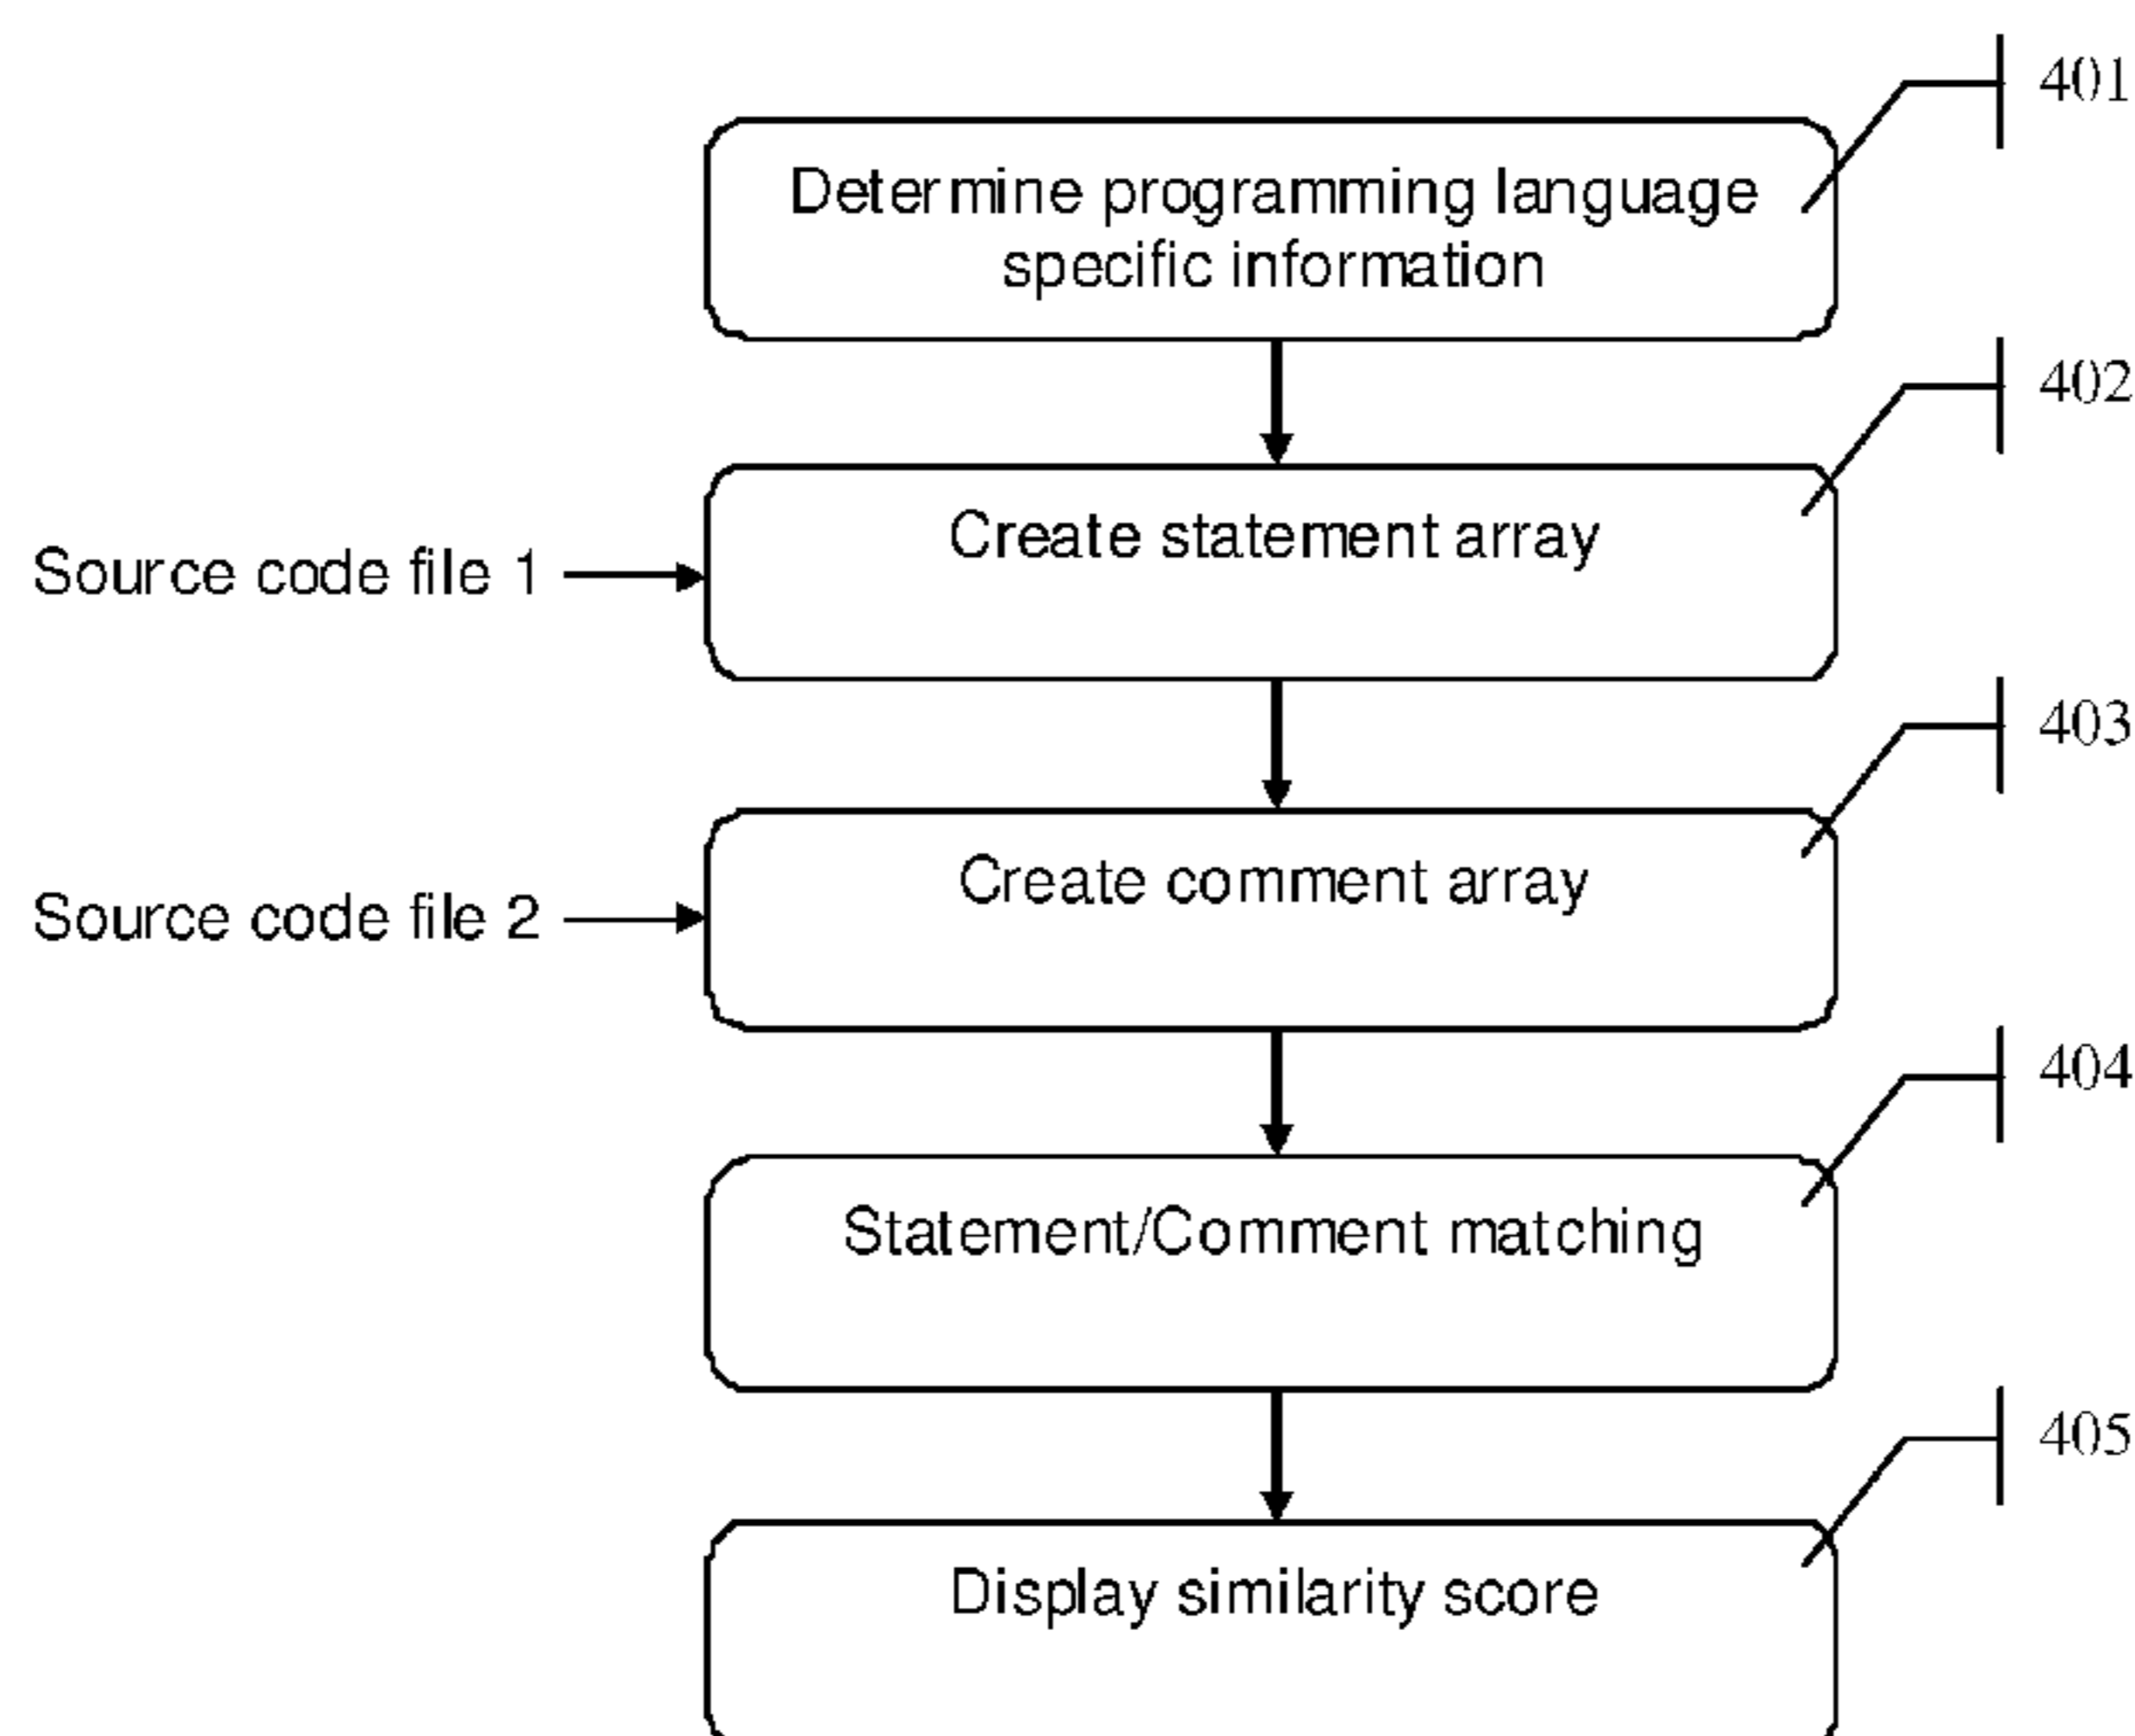 401
Determine programming language
specific information
402
Create statement array
Source code file 1
403
Create comment array
Source code file 2
404
Statement/Comment matching
405
Display similarity score